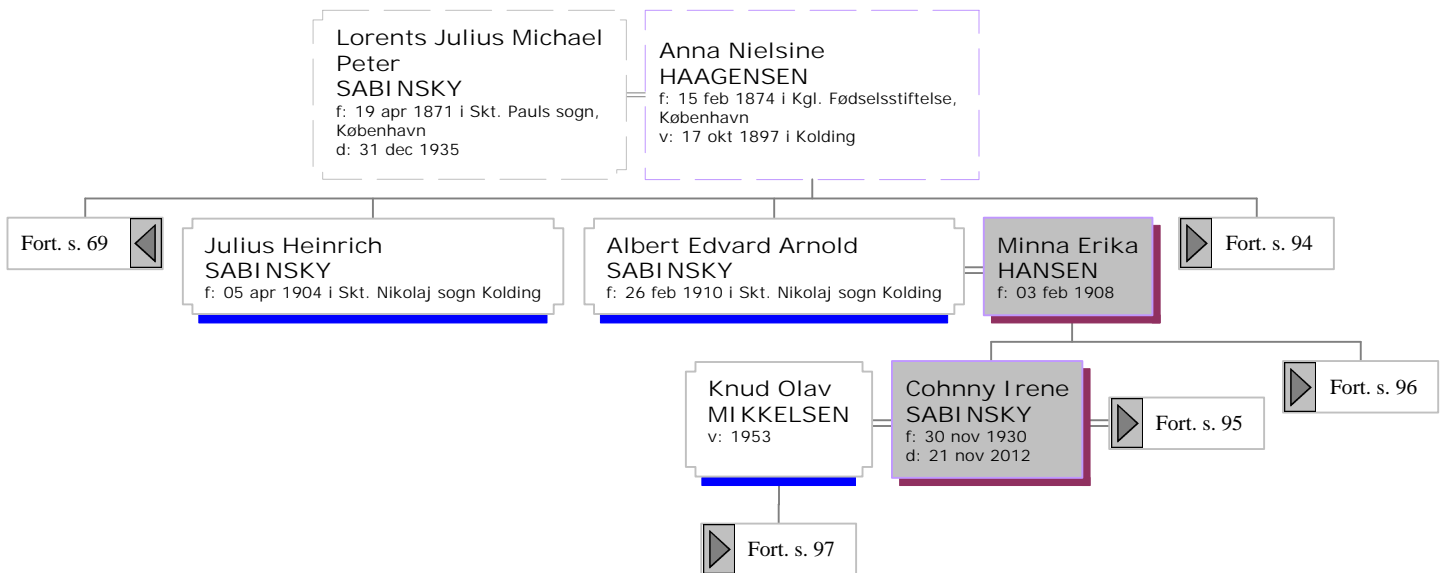 Lorents Julius Michael
Peter
SABINSKY
f: 19 apr 1871 i Skt. Pauls sogn,
København
d: 31 dec 1935
Anna Nielsine
HAAGENSEN
f: 15 feb 1874 i Kgl. Fødselsstiftelse,
København
v: 17 okt 1897 i Kolding
Fort. s. 69
Julius Heinrich
SABINSKY
f: 05 apr 1904 i Skt. Nikolaj sogn Kolding
Albert Edvard Arnold
SABINSKY
f: 26 feb 1910 i Skt. Nikolaj sogn Kolding
Minna Erika
HANSEN
f: 03 feb 1908
Fort. s. 94
Knud Olav
MIKKELSEN
v: 1953
Cohnny Irene
SABINSKY
f: 30 nov 1930
d: 21 nov 2012
Fort. s. 95
Fort. s. 96
Fort. s. 97